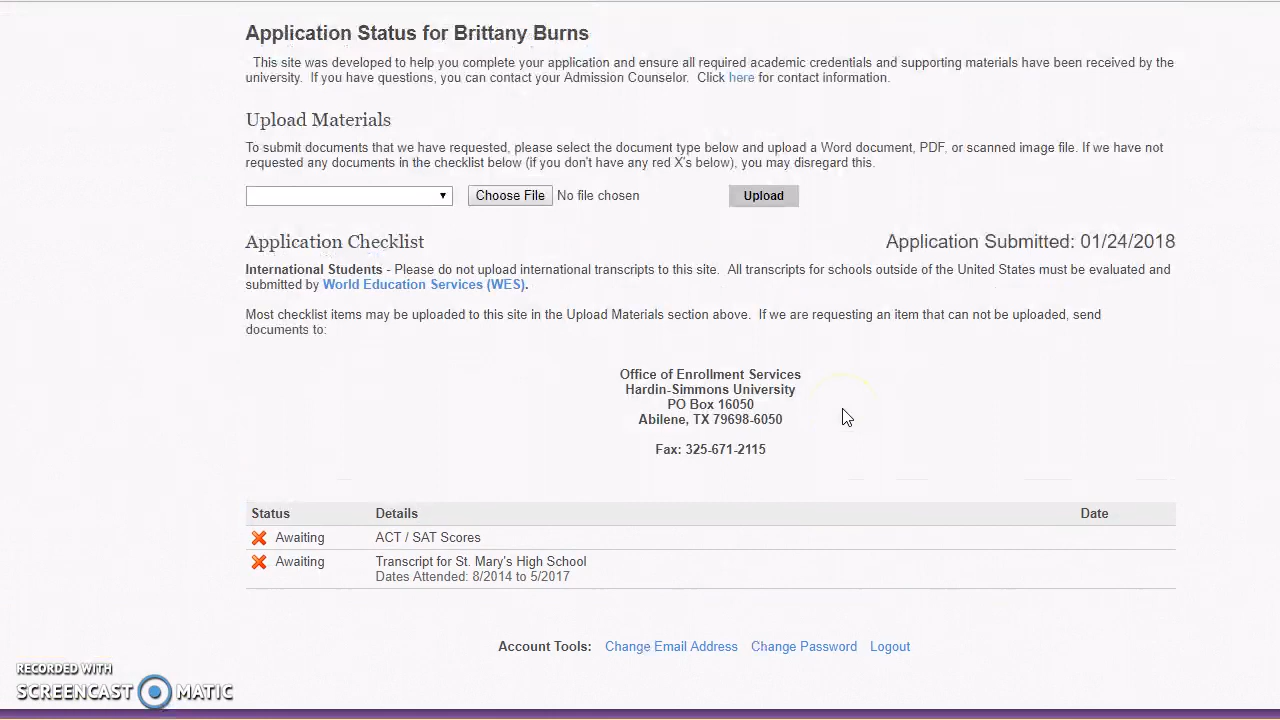 Application Status for Brittany Burns
This site was developed to help you complete your application and ensure all required academic credentials and supporting materials have been received by the
university. If you have questions, you can contact your Admission Counselor. Click here for contact information.
Upload Materials
To submit documents that we have requested, please select the document type below and upload a Word document, PDF, or scanned image file. If we have not
requested any documents in the checklist below (if you don't have any red X's below), you may disregard this.
Choose File No file chosen Upload
Application Checklist Application Submitted: 01/24/2018
International Students - Please do not upload international transcripts to this site. All transcripts for schools outside of the United States must be evaluated and
submitted by World Education Services (WES).
Most checklist items may be uploaded to this site in the Upload Materials section above. If we are requesting an item that can not be uploaded, send
documents to:
Office of Enrollment Services
Hardin-Simmons University
PO Box 16050
Abilene, TX 79698-6050
Fax: 325-671-2115
Status Details Date
Awaiting ACT / SAT Scores
Awaiting Transcript for St. Mary's High School
Dates Attended: 8/2014 to 5/2017
Account Tools: Change Email Address Change Password Logout
RECORDED WITH
SCREENCAST MATIC